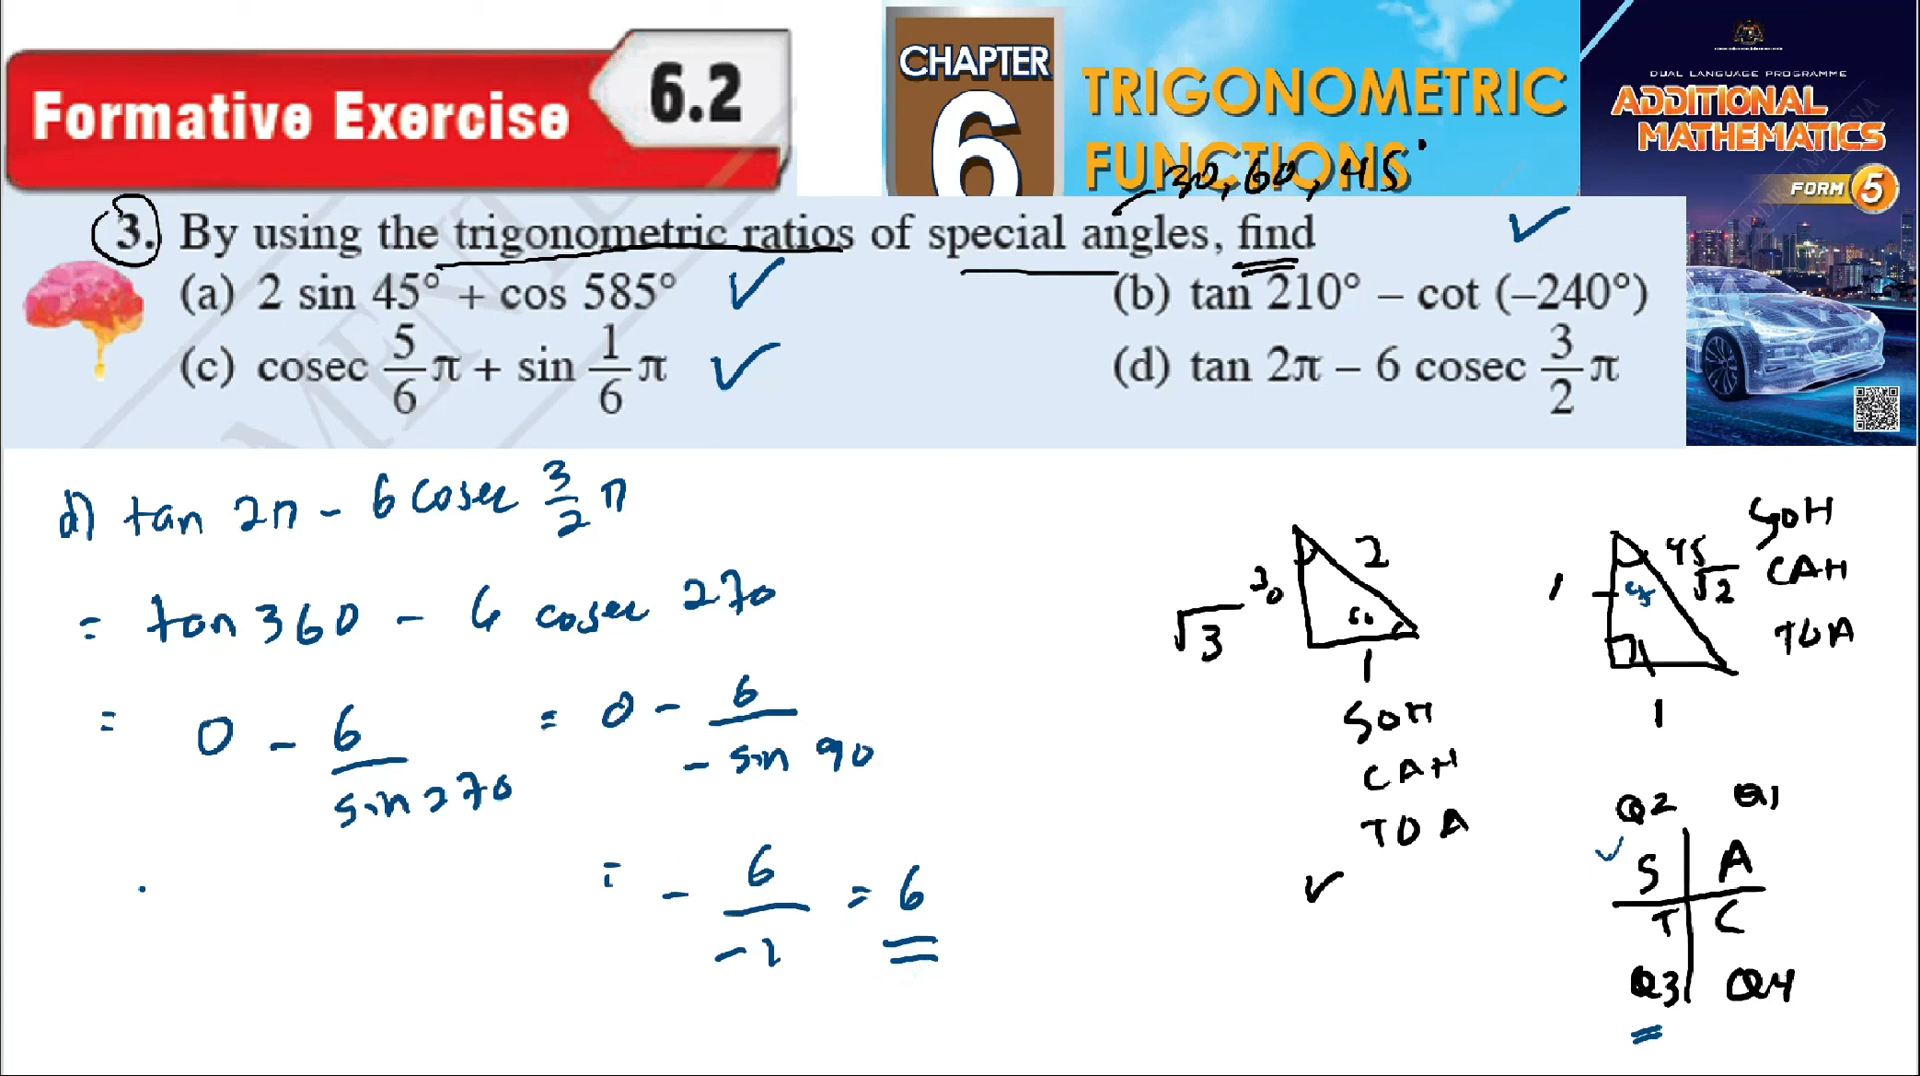 Formative Exercise 6.2
CHAPTER 6
TRIGONOMETRIC FUNCTIONS
DUAL LANGUAGE PROGRAMME
ADDITIONAL
MATHEMATICS
FORM 5
30, 60, 45°
3. By using the trigonometric ratios of special angles, find
(a) 2 sin 45° + cos 585°
(b) tan 210° – cot (–240°)
(c) cosec 5/6 π + sin 1/6 π
(d) tan 2π – 6 cosec 3/2 π
d) tan 2π - 6 cosec 3/2 π
= tan 360 - 6 cosec 270
= 0 - 6/sin 270 = 0 - 6/- sin 90
= - 6/-1 = 6
30 2
√3 60
1
SOH
CAH
TOA
45 √2
1 45
1
SOH
CAH
TOA
Q2 Q1
S A
T C
Q3 Q4